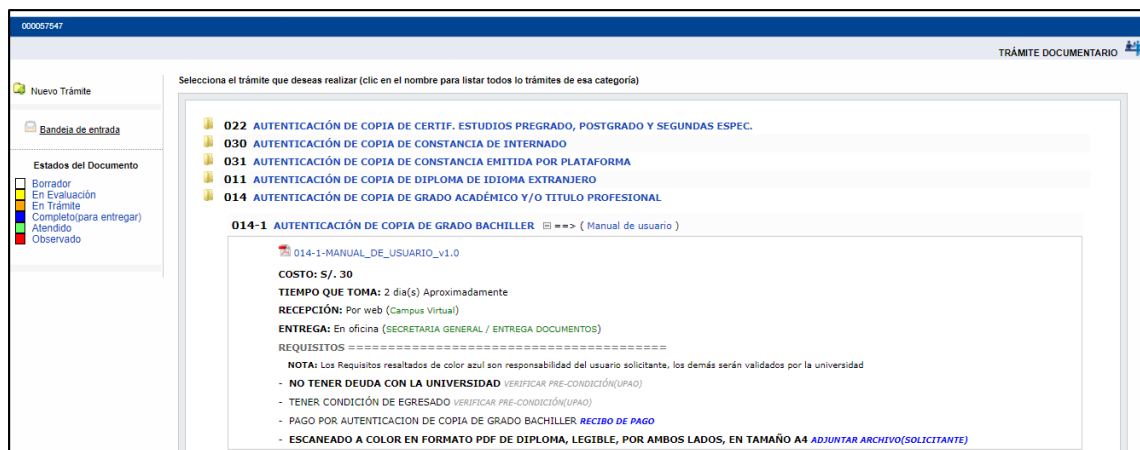 000057547
TRÁMITE DOCUMENTARIO
Nuevo Trámite
Bandeja de entrada
Estados del Documento
Borrador
En Evaluación
En Trámite
Completo(para entregar)
Atendido
Observado
Selecciona el trámite que deseas realizar (clic en el nombre para listar todos lo trámites de esa categoría)
022 AUTENTICACIÓN DE COPIA DE CERTIF. ESTUDIOS PREGRADO, POSTGRADO Y SEGUNDAS ESPEC.
030 AUTENTICACIÓN DE COPIA DE CONSTANCIA DE INTERNADO
031 AUTENTICACIÓN DE COPIA DE CONSTANCIA EMITIDA POR PLATAFORMA
011 AUTENTICACIÓN DE COPIA DE DIPLOMA DE IDIOMA EXTRANJERO
014 AUTENTICACIÓN DE COPIA DE GRADO ACADÉMICO Y/O TITULO PROFESIONAL
014-1 AUTENTICACIÓN DE COPIA DE GRADO BACHILLER ==> ( Manual de usuario )
014-1-MANUAL_DE_USUARIO_v1.0
COSTO: S/. 30
TIEMPO QUE TOMA: 2 dia(s) Aproximadamente
RECEPCIÓN: Por web (Campus Virtual)
ENTREGA: En oficina (SECRETARIA GENERAL / ENTREGA DOCUMENTOS)
REQUISITOS =========================================
NOTA: Los Requisitos resaltados de color azul son responsabilidad del usuario solicitante, los demás serán validados por la universidad
- NO TENER DEUDA CON LA UNIVERSIDAD VERIFICAR PRE-CONDICIÓN(UPAO)
- TENER CONDICIÓN DE EGRESADO VERIFICAR PRE-CONDICIÓN(UPAO)
- PAGO POR AUTENTICACION DE COPIA DE GRADO BACHILLER RECIBO DE PAGO
- ESCANEADO A COLOR EN FORMATO PDF DE DIPLOMA, LEGIBLE, POR AMBOS LADOS, EN TAMAÑO A4 ADJUNTAR ARCHIVO(SOLICITANTE)